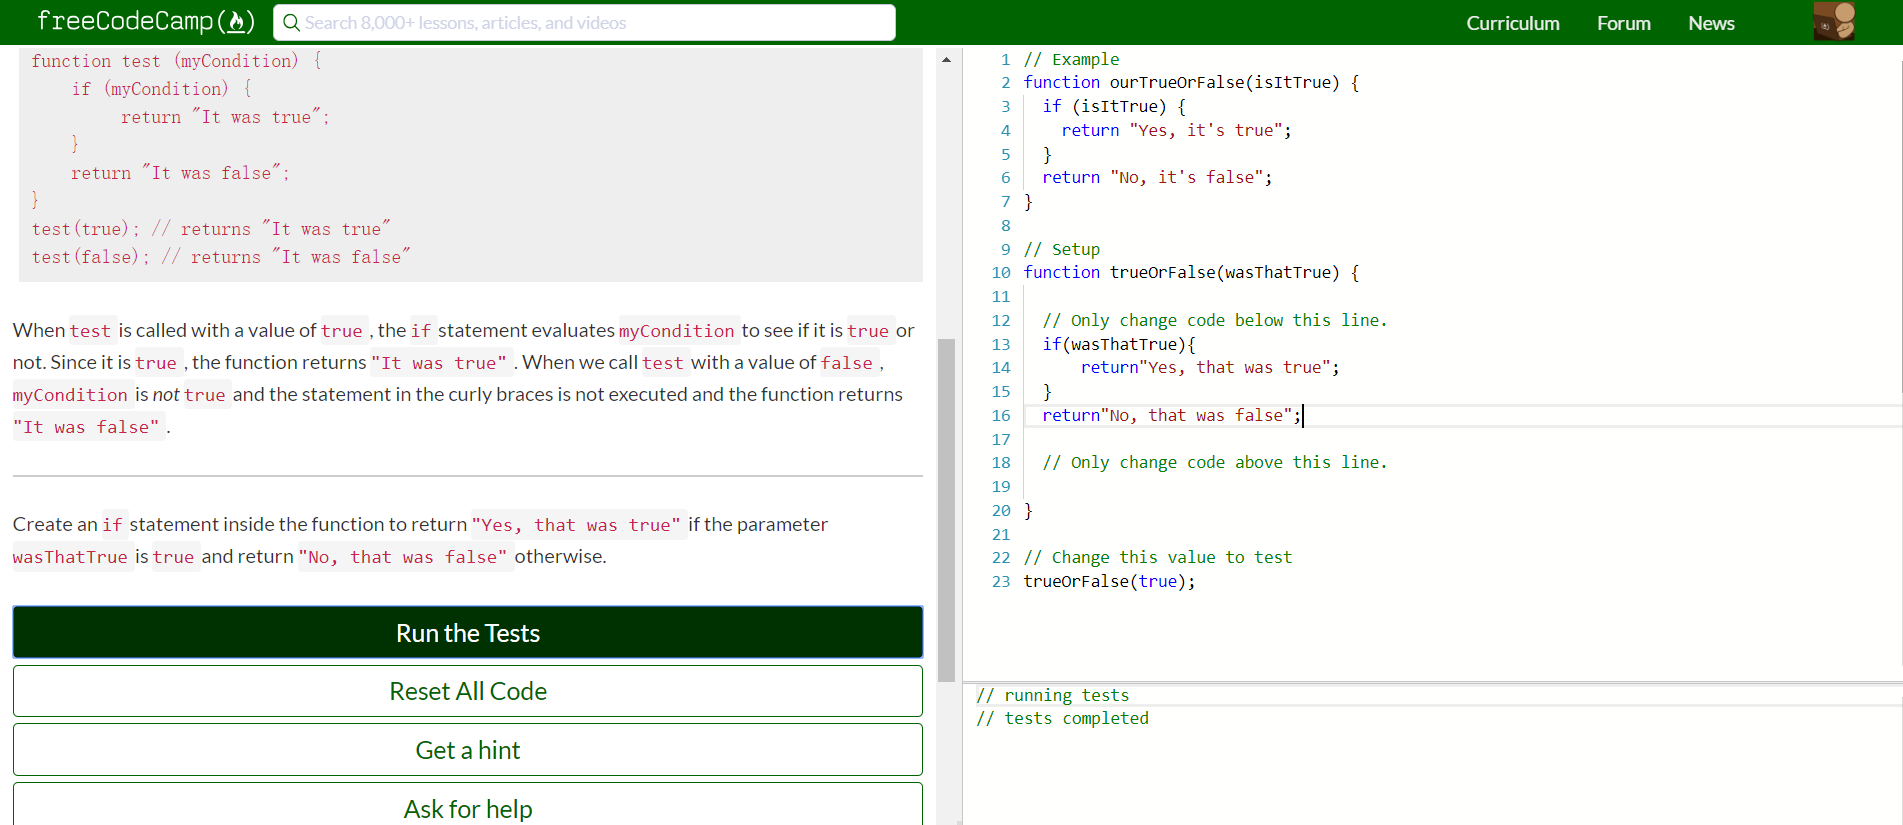 freeCodeCamp(🔥)
Search 8,000+ lessons, articles, and videos
Curriculum
Forum
News
function test (myCondition) {
if (myCondition) {
return "It was true";
}
return "It was false";
}
test(true); // returns "It was true"
test(false); // returns "It was false"
When test is called with a value of true , the if statement evaluates myCondition to see if it is true or
not. Since it is true , the function returns "It was true" . When we call test with a value of false ,
myCondition is not true and the statement in the curly braces is not executed and the function returns
"It was false" .
Create an if statement inside the function to return "Yes, that was true" if the parameter
wasThatTrue is true and return "No, that was false" otherwise.
Run the Tests
Reset All Code
Get a hint
Ask for help
1 // Example
2 function ourTrueOrFalse(isItTrue) {
3 if (isItTrue) {
4 return "Yes, it's true";
5 }
6 return "No, it's false";
7 }
8
9 // Setup
10 function trueOrFalse(wasThatTrue) {
11
12 // Only change code below this line.
13 if(wasThatTrue){
14 return"Yes, that was true";
15 }
16 return"No, that was false";
17
18 // Only change code above this line.
19
20 }
21
22 // Change this value to test
23 trueOrFalse(true);
// running tests
// tests completed